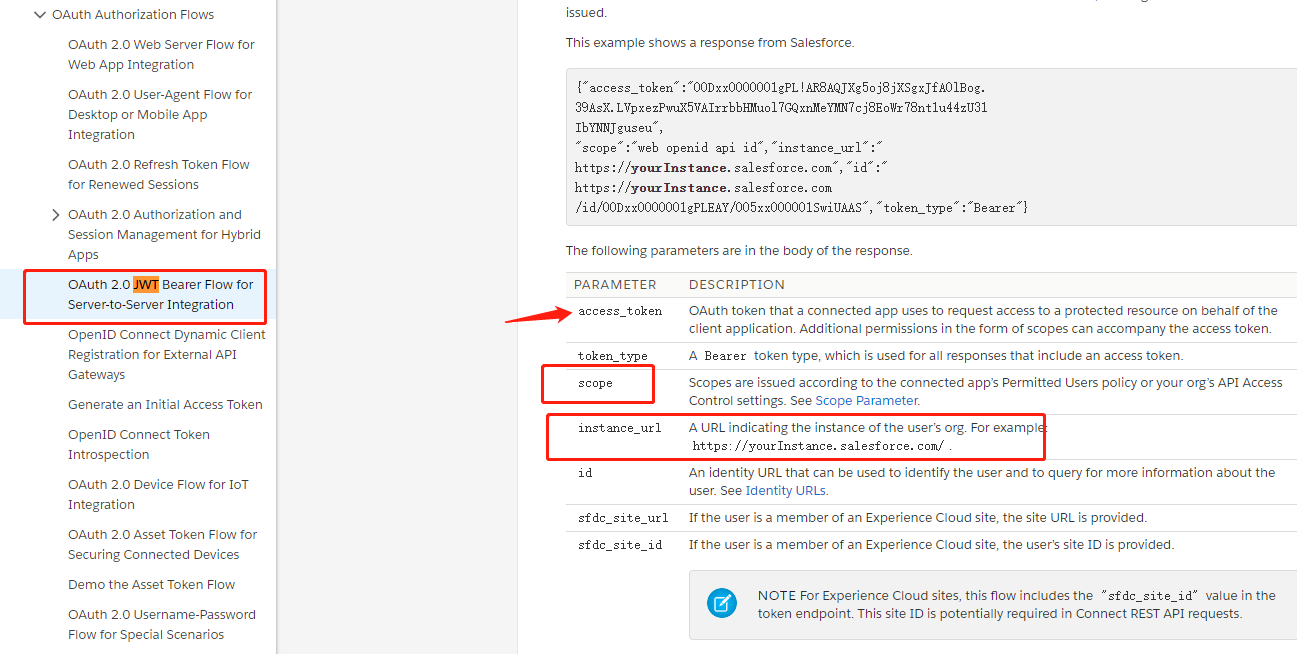 OAuth Authorization Flows
OAuth 2.0 Web Server Flow for
Web App Integration
OAuth 2.0 User-Agent Flow for
Desktop or Mobile App
Integration
OAuth 2.0 Refresh Token Flow
for Renewed Sessions
OAuth 2.0 Authorization and
Session Management for Hybrid
Apps
OAuth 2.0 JWT Bearer Flow for
Server-to-Server Integration
OpenID Connect Dynamic Client
Registration for External API
Gateways
Generate an Initial Access Token
OpenID Connect Token
Introspection
OAuth 2.0 Device Flow for IoT
Integration
OAuth 2.0 Asset Token Flow for
Securing Connected Devices
Demo the Asset Token Flow
OAuth 2.0 Username-Password
Flow for Special Scenarios
issued.
This example shows a response from Salesforce.
{"access_token":"00Dxx0000001gPL!AR8AQJXg5oj8jXSgxJfA0lBog.
39AsX.LVpxezPwuX5VAIrrbbHMuol7GQxnMeYMN7cj8EoWr78nt1u44zU31
IbYNNJguseu",
"scope":"web openid api id","instance_url":"
https://yourInstance.salesforce.com","id":"
https://yourInstance.salesforce.com
/id/00Dxx0000001gPLEAY/005xx000001SwiUAAS","token_type":"Bearer"}
The following parameters are in the body of the response.
PARAMETER DESCRIPTION
access_token OAuth token that a connected app uses to request access to a protected resource on behalf of the
client application. Additional permissions in the form of scopes can accompany the access token.
token_type A Bearer token type, which is used for all responses that include an access token.
scope Scopes are issued according to the connected app's Permitted Users policy or your org's API Access
Control settings. See Scope Parameter.
instance_url A URL indicating the instance of the user's org. For example:
https://yourInstance.salesforce.com/ .
id An identity URL that can be used to identify the user and to query for more information about the
user. See Identity URLs.
sfdc_site_url If the user is a member of an Experience Cloud site, the site URL is provided.
sfdc_site_id If the user is a member of an Experience Cloud site, the user's site ID is provided.
NOTE For Experience Cloud sites, this flow includes the "sfdc_site_id" value in the
token endpoint. This site ID is potentially required in Connect REST API requests.